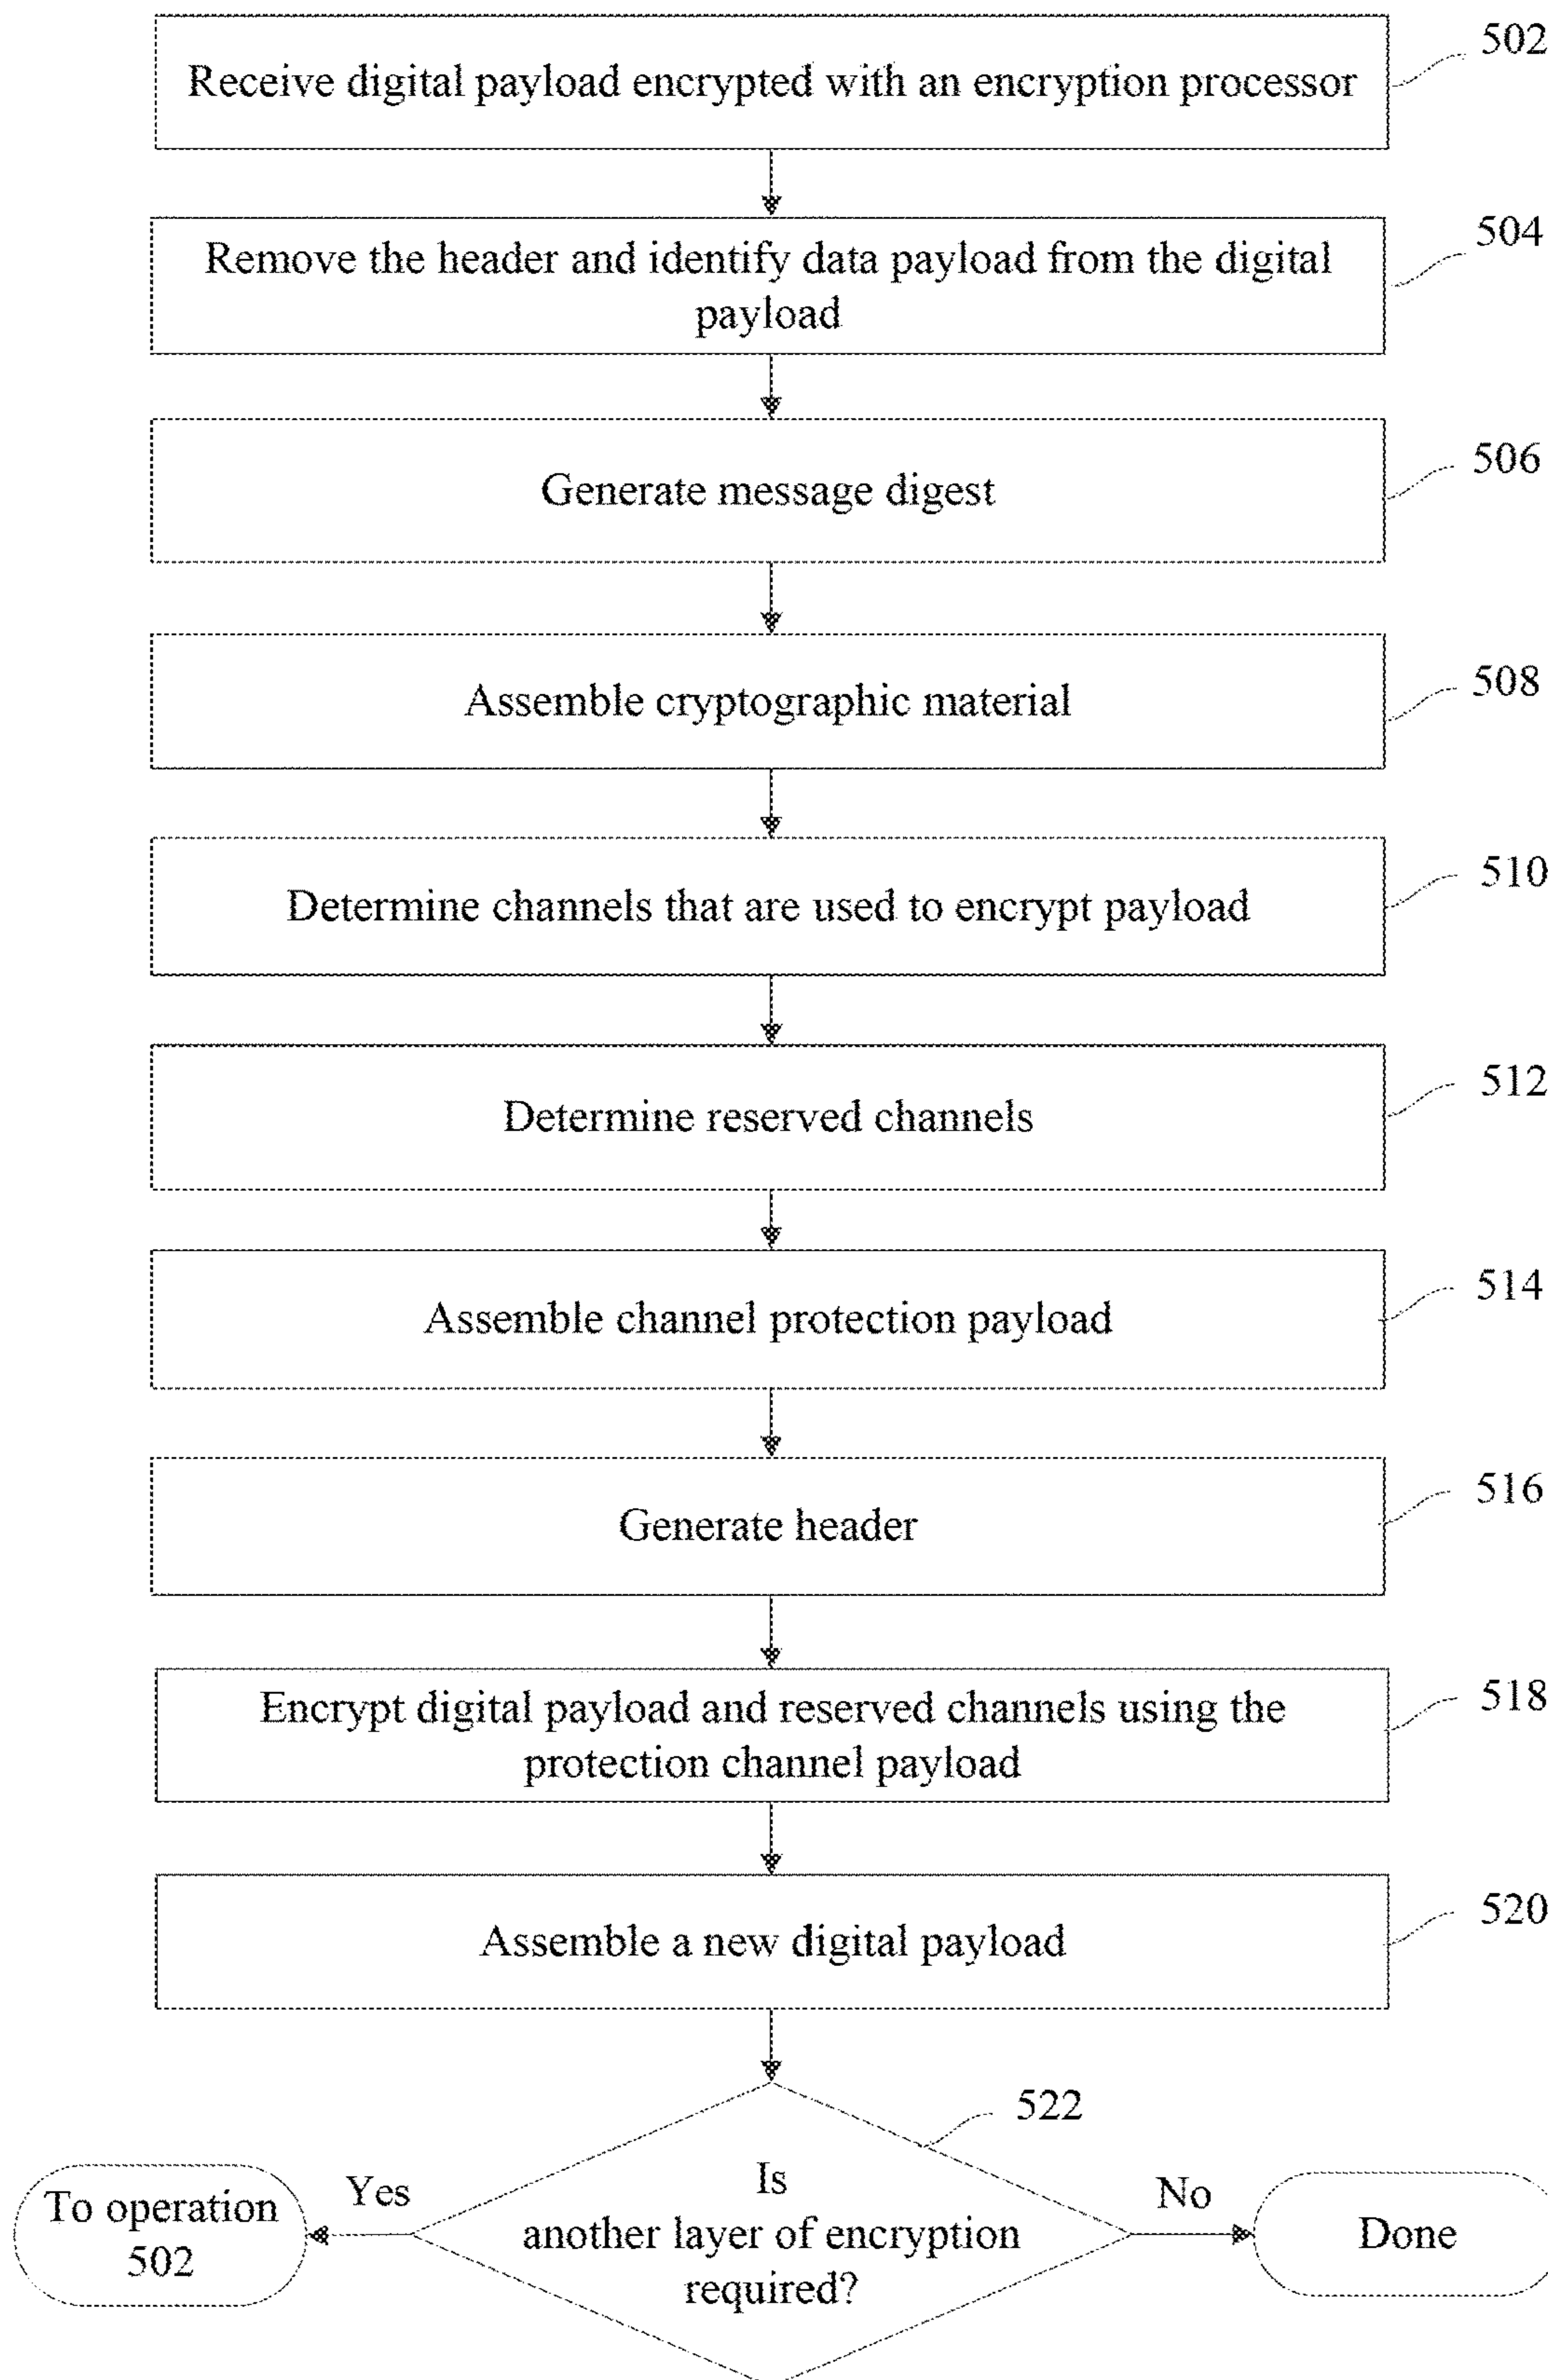 Receive digital payload encrypted with an encryption processor
502
Remove the header and identify data payload from the digital
payload
504
Generate message digest
506
Assemble cryptographic material
508
Determine channels that are used to encrypt payload
510
Determine reserved channels
512
Assemble channel protection payload
514
Generate header
516
Encrypt digital payload and reserved channels using the
protection channel payload
518
Assemble a new digital payload
520
522
To operation
502
Yes
Is
another layer of encryption
required?
No
Done